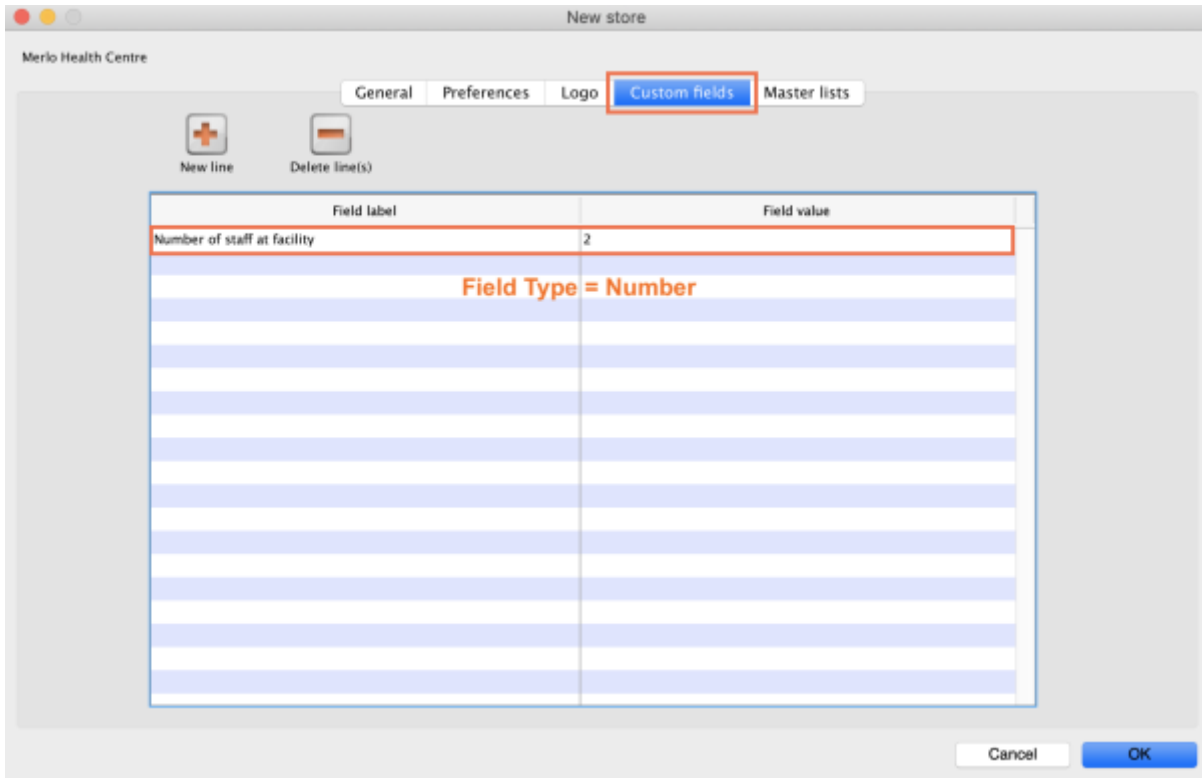 New store
Merlo Health Centre
General Preferences Logo Custom fields Master lists
New line Delete line(s)
Field label Field value
Number of staff at facility 2
Field Type = Number
Cancel OK